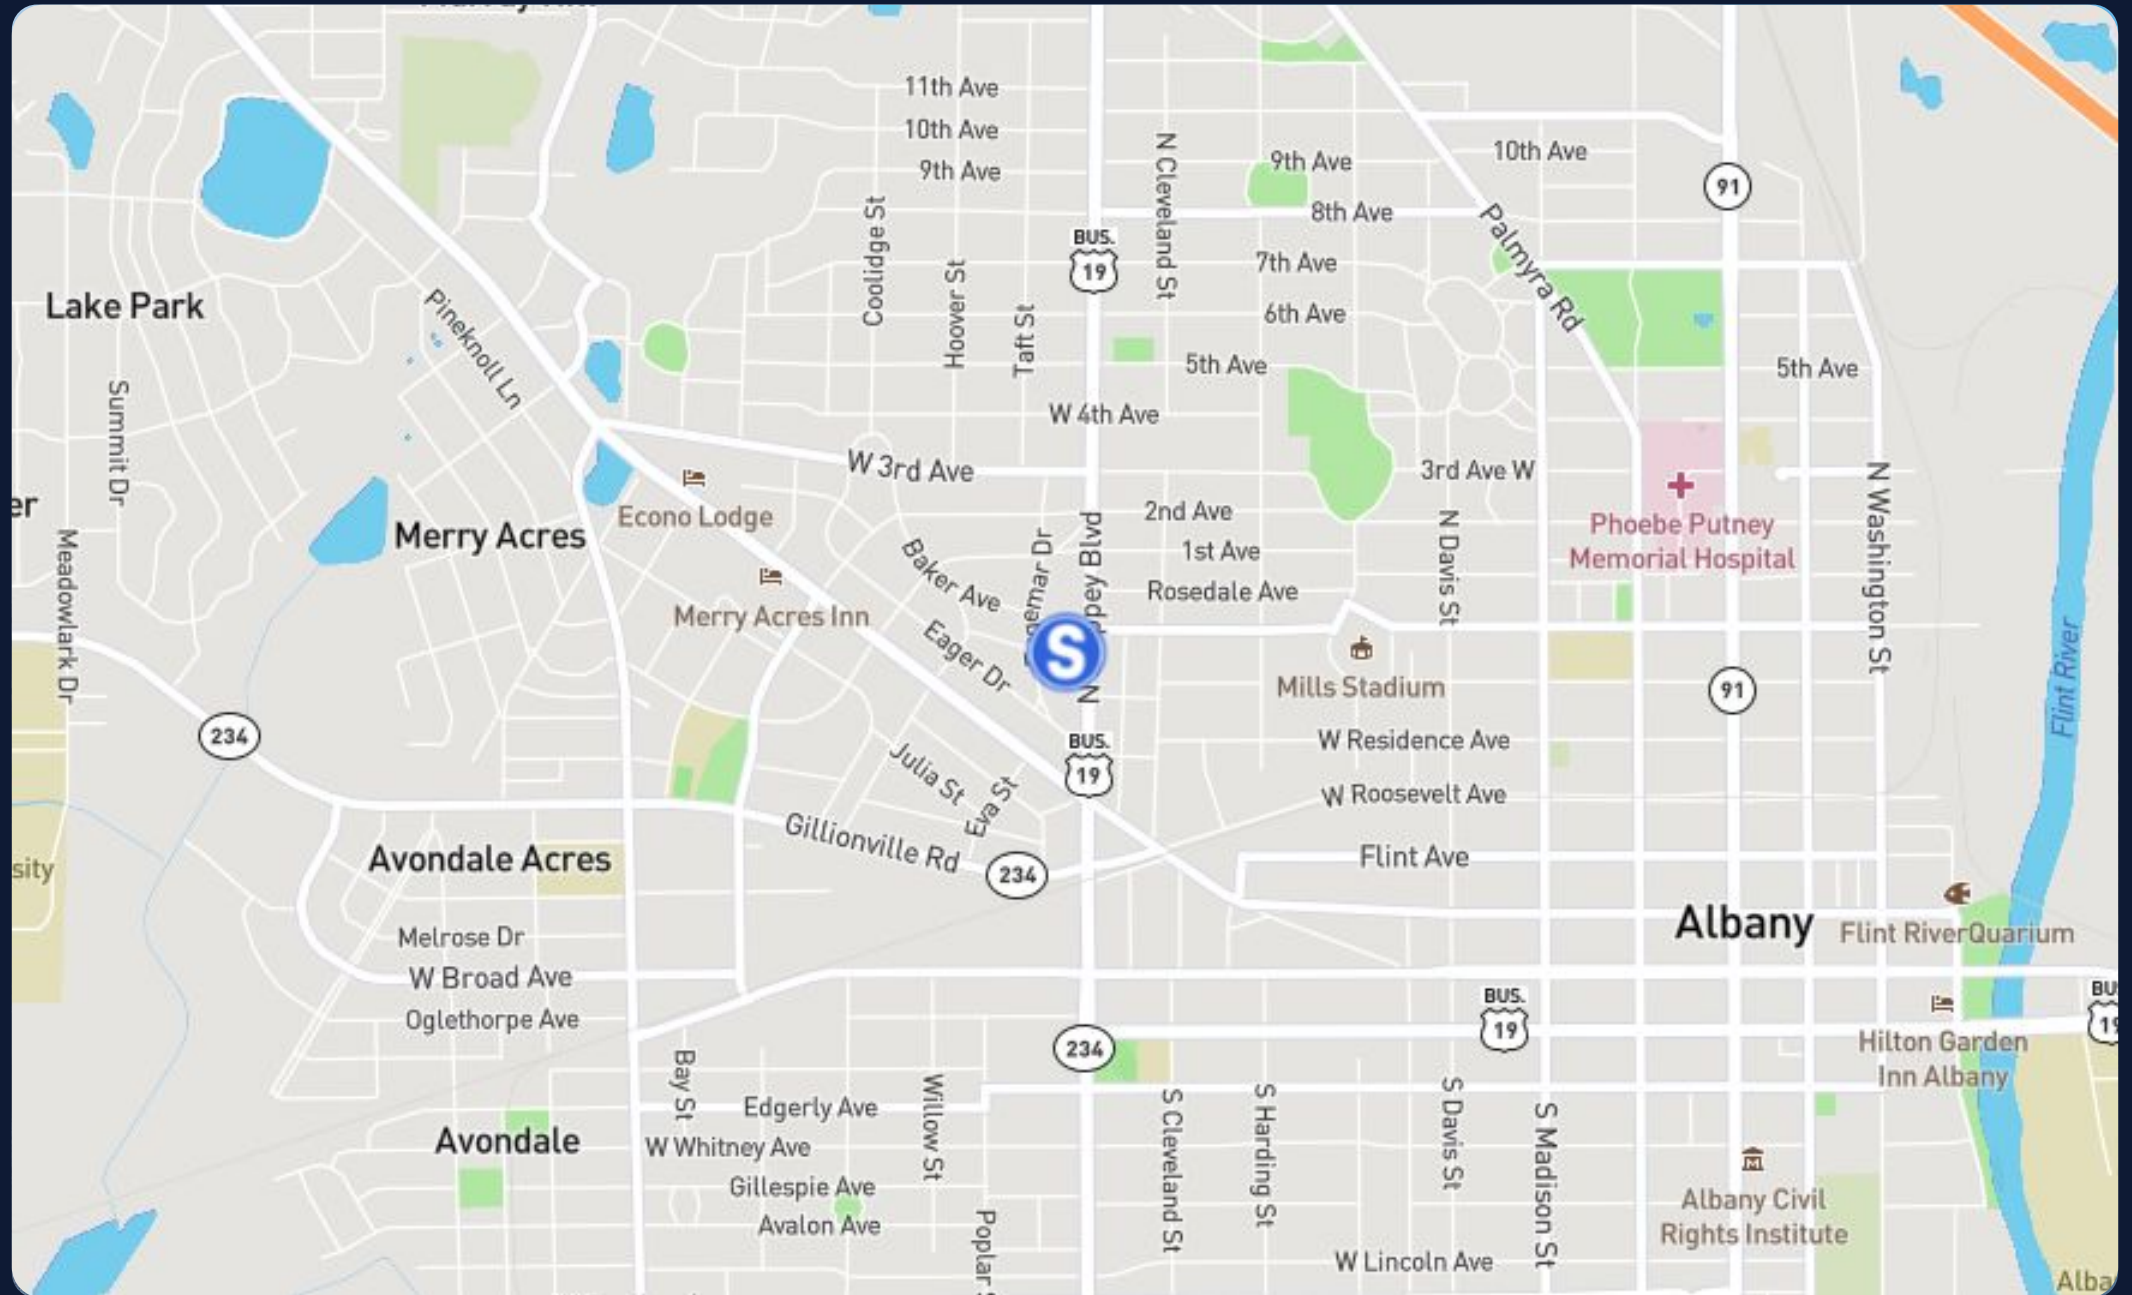 11th Ave
10th Ave
9th Ave
N Cleveland St
9th Ave
10th Ave
91
8th Ave
Palmyra Rd
Coolidge St
BUS.
19
Hoover St
7th Ave
Lake Park
Pineknoll Ln
Taft St
6th Ave
5th Ave
5th Ave
Summit Dr
W 4th Ave
W 3rd Ave
3rd Ave W
N Washington St
Econo Lodge
Merry Acres
Meadowlark Dr
2nd Ave
N Davis St
Phoebe Putney
Memorial Hospital
1st Ave
Baker Ave
Rosedale Ave
Merry Acres Inn
Eager Dr
S
Flint River
Mills Stadium
91
234
BUS.
19
W Residence Ave
Julia St
Eva St
W Roosevelt Ave
Gillionville Rd
234
Flint Ave
Avondale Acres
Albany
Flint RiverQuarium
Melrose Dr
W Broad Ave
Oglethorpe Ave
BUS.
19
234
Hilton Garden
Inn Albany
Bay St
Willow St
Edgerly Ave
Avondale
W Whitney Ave
Gillespie Ave
Avalon Ave
Poplar
S Cleveland St
S Harding St
S Davis St
S Madison St
Albany Civil
Rights Institute
W Lincoln Ave